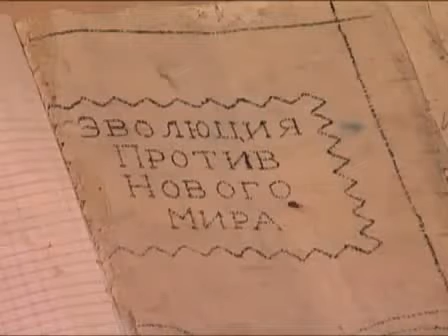 Эволюция
Против
Нового
Мира